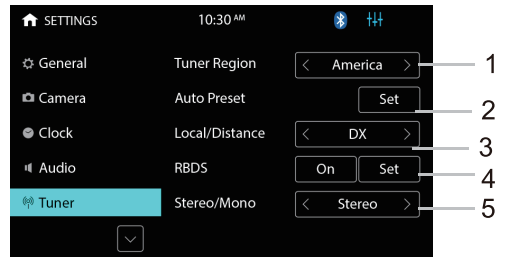 SETTINGS 10:30 AM
General Tuner Region < America > 1
Camera Auto Preset Set 2
Clock Local/Distance < DX > 3
Audio RBDS On Set 4
Tuner Stereo/Mono < Stereo > 5